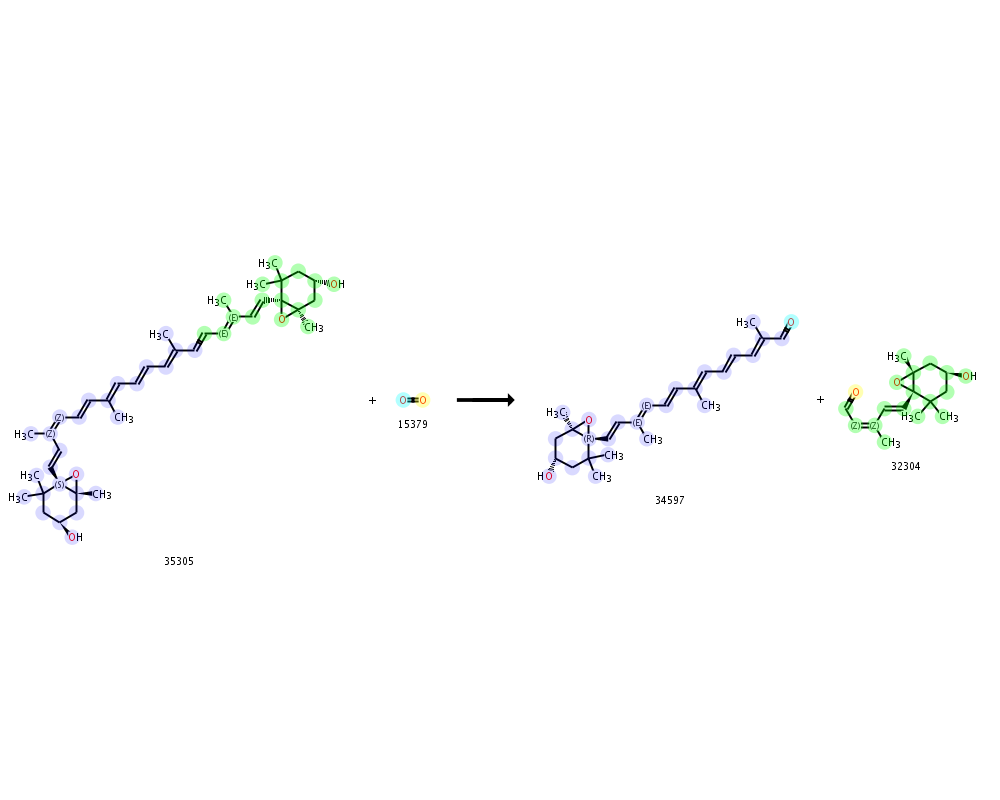 H₃C
H₃C
OH
H₃C
(E)
(E)
O
CH₃
H₃C
CH₃
(Z)
(Z)
H₃C
H₃C
H₃C
(S)
O
CH₃
OH
35305
+
O
O
15379
H₃C
O
CH₃
(E)
(E)
CH₃
H₃C
O
(R)
CH₃
CH₃
HO
34597
+
H₃C
O
O
OH
H₃C
CH₃
(Z)
(Z)
CH₃
32304